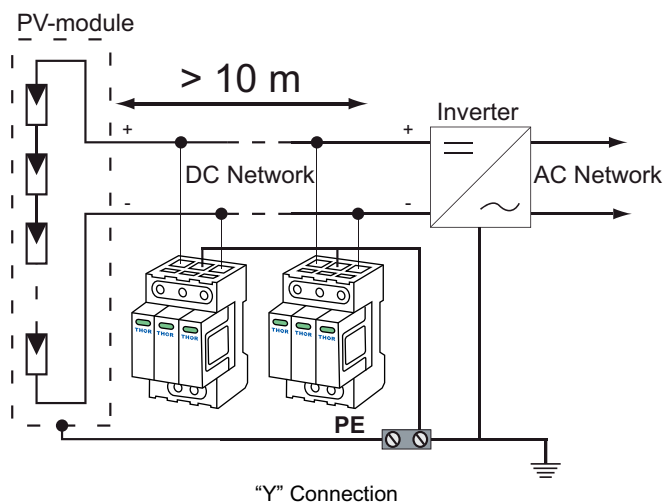 PV-module
> 10 m
Inverter
+
+
DC Network
AC Network
-
-
THOR THOR THOR
THOR THOR THOR
PE
“Y” Connection